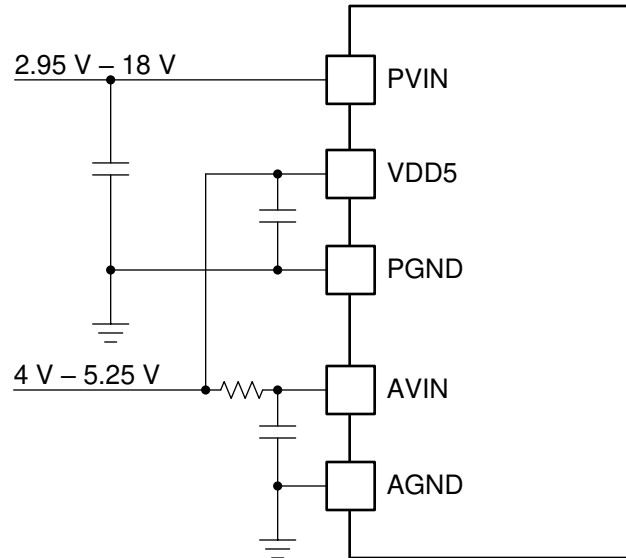 2.95 V – 18 V
PVIN
VDD5
PGND
4 V – 5.25 V
AVIN
AGND